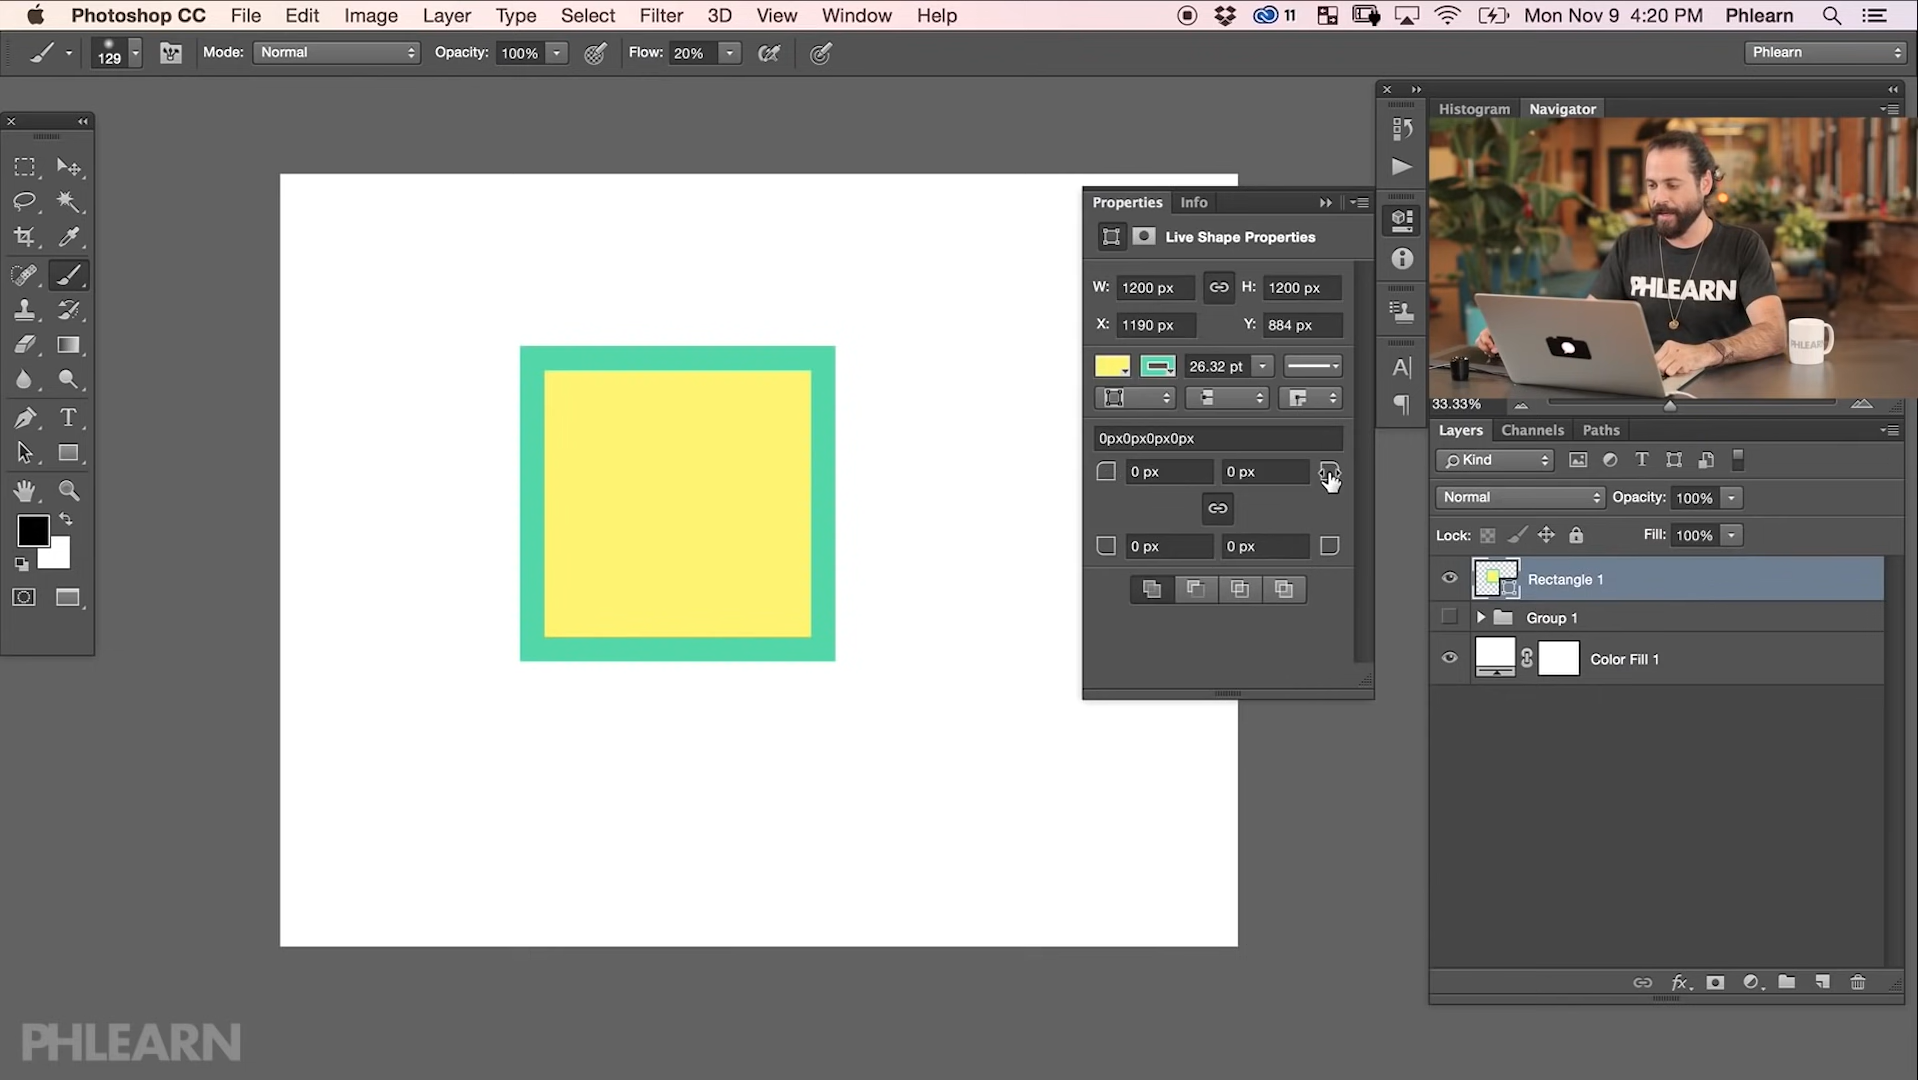 Photoshop CC File Edit Image Layer Type Select Filter 3D View Window Help 11 Mon Nov 9 4:20 PM Phlearn
129 Mode: Normal Opacity: 100% Flow: 20% Phlearn
Histogram Navigator
PHLEARN
PHLEARN
33.33%
Properties Info
Live Shape Properties
W: 1200 px H: 1200 px
X: 1190 px Y: 884 px
26.32 pt
0px0px0px0px
0 px 0 px
0 px 0 px
Layers Channels Paths
Kind
Normal Opacity: 100%
Lock: Fill: 100%
Rectangle 1
Group 1
Color Fill 1
PHLEARN